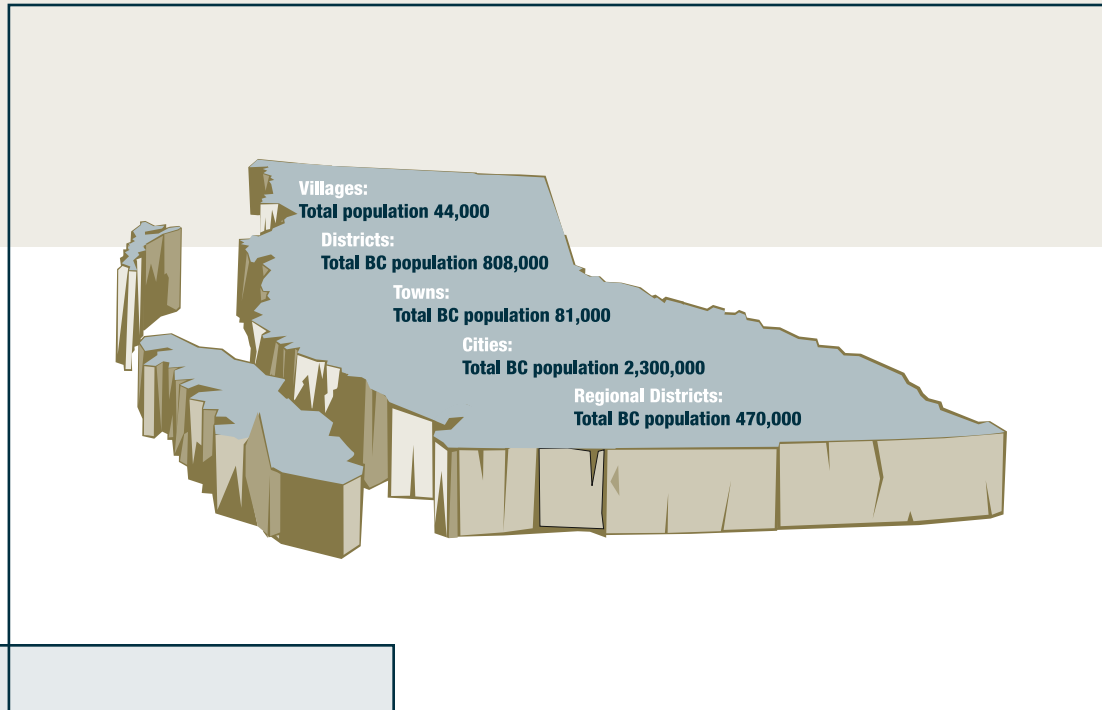 Villages:
Total population 44,000
Districts:
Total BC population 808,000
Towns:
Total BC population 81,000
Cities:
Total BC population 2,300,000
Regional Districts:
Total BC population 470,000